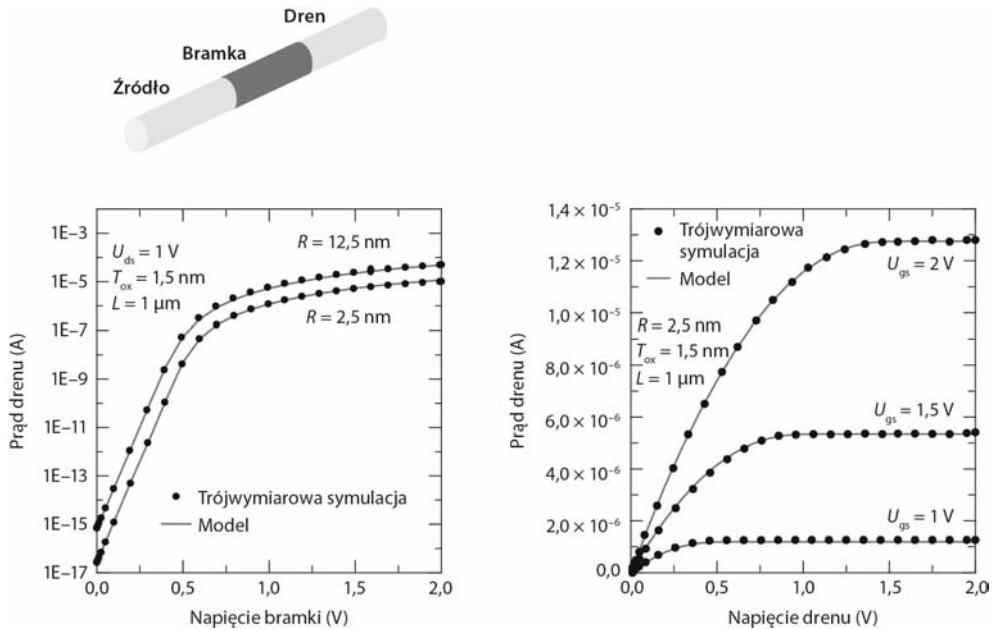 Dren
Bramka
Źródło
1E–3
1E–5
1E–7
1E–9
1E–11
1E–13
1E–15
1E–17
Prąd drenu (A)
U_ds = 1 V
T_ox = 1,5 nm
L = 1 μm
R = 12,5 nm
R = 2,5 nm
Trójwymiarowa symulacja
Model
0,0
0,5
1,0
1,5
2,0
Napięcie bramki (V)
1,4 × 10⁻⁵
1,2 × 10⁻⁵
1,0 × 10⁻⁵
8,0 × 10⁻⁶
6,0 × 10⁻⁶
4,0 × 10⁻⁶
2,0 × 10⁻⁶
0,0
Prąd drenu (A)
Trójwymiarowa
symulacja
Model
U_gs = 2 V
R = 2,5 nm
T_ox = 1,5 nm
L = 1 μm
U_gs = 1,5 V
U_gs = 1 V
0,0
0,5
1,0
1,5
2,0
Napięcie drenu (V)